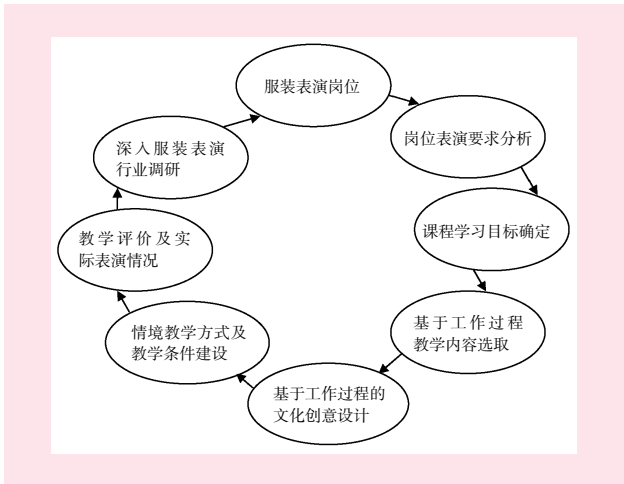 服装表演岗位
岗位表演要求分析
课程学习目标确定
基于工作过程
教学内容选取
基于工作过程的
文化创意设计
情境教学方式及
教学条件建设
教学评价及实
际表演情况
深入服装表演
行业调研